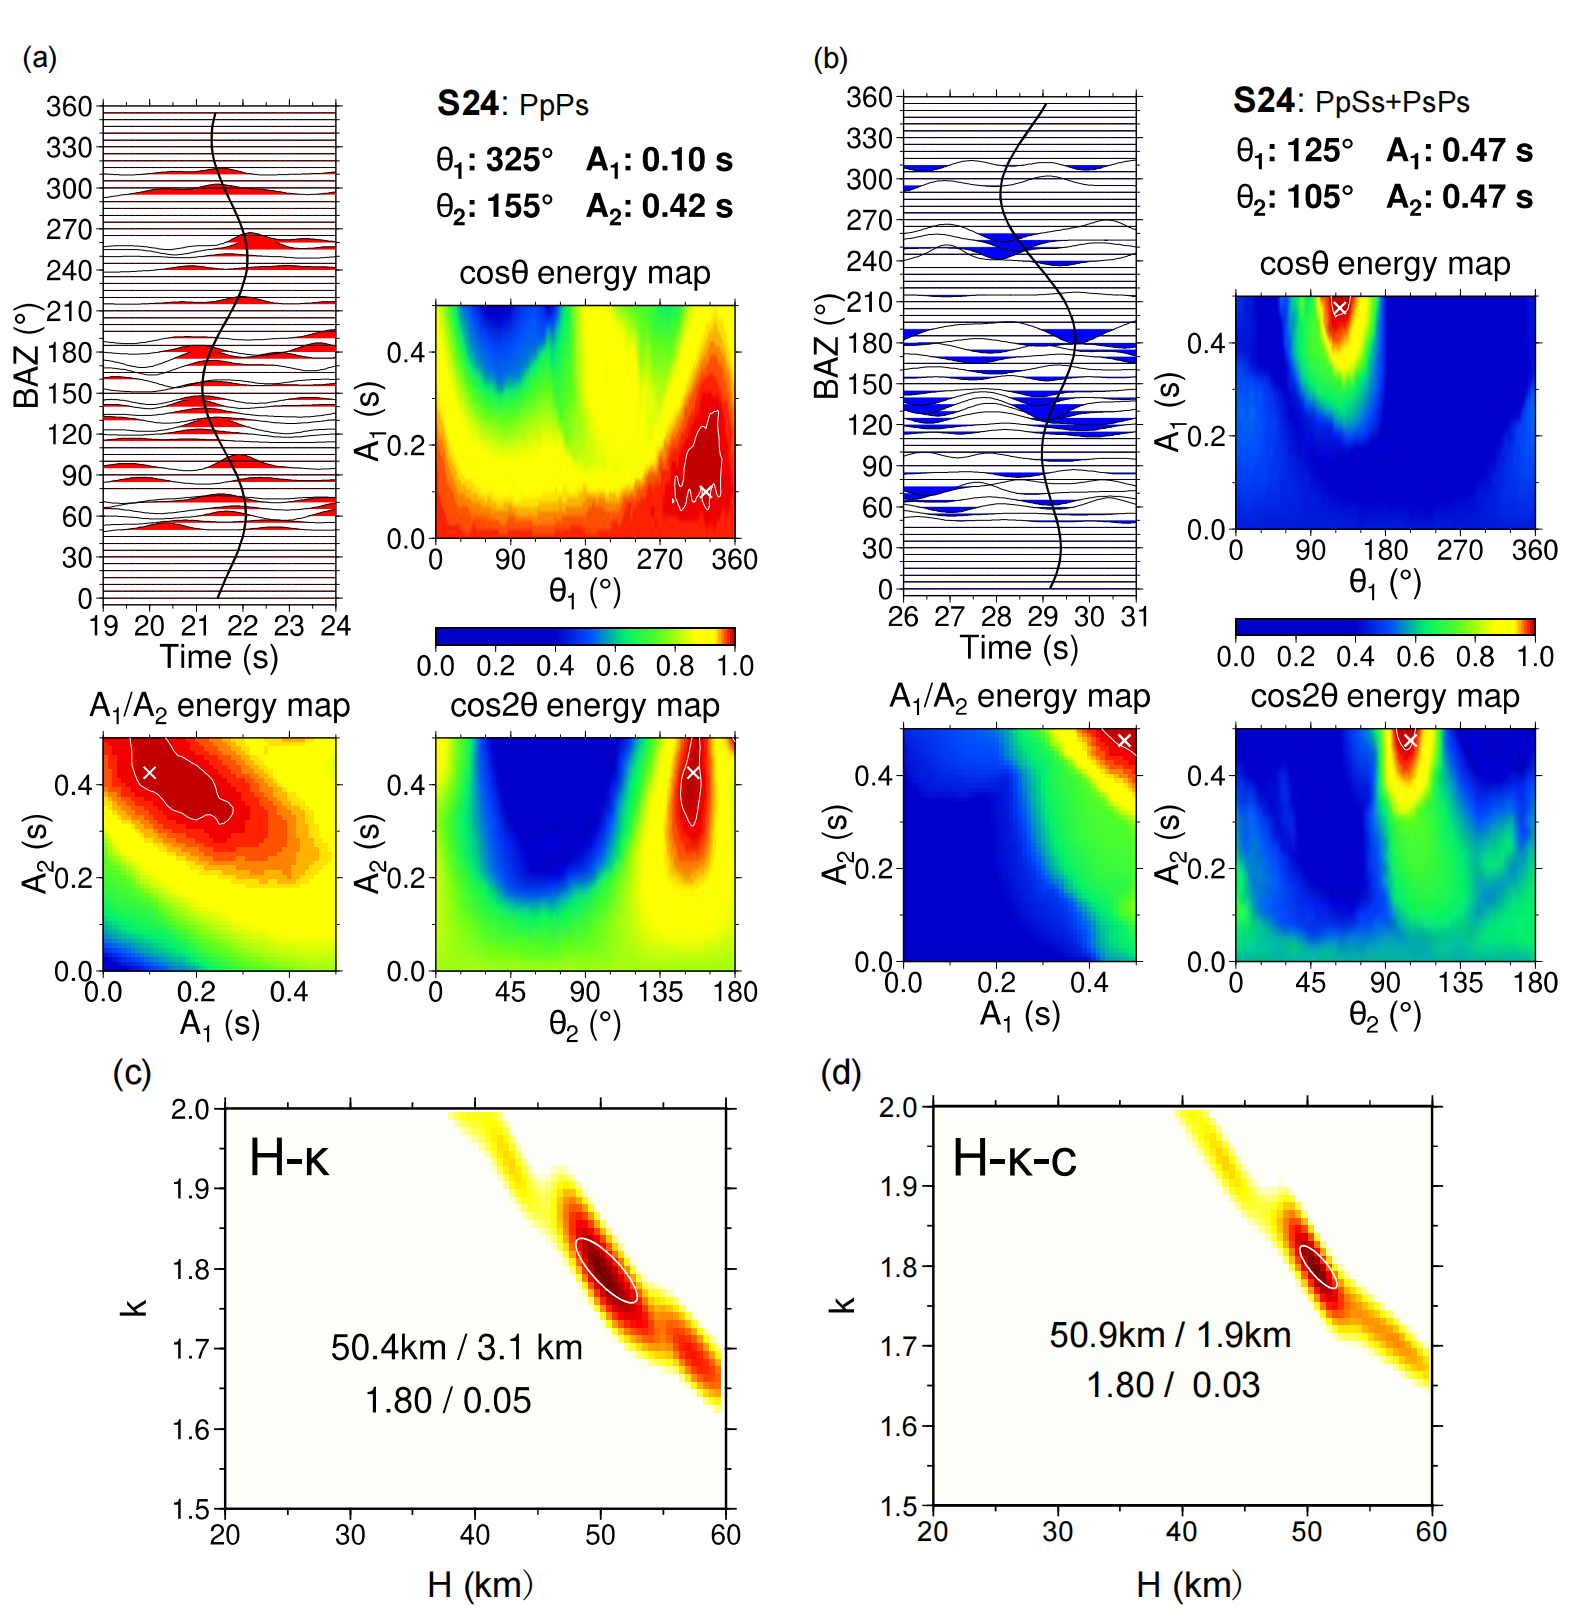 (a)
S24: PpPs
θ1: 325° A1: 0.10 s
θ2: 155° A2: 0.42 s
360
330
300
270
240
210
180
150
120
90
60
30
0
BAZ (°)
19 20 21 22 23 24
Time (s)
cosθ energy map
0.4
0.2
0.0
A1 (s)
0 90 180 270 360
θ1 (°)
0.0 0.2 0.4 0.6 0.8 1.0
A1/A2 energy map
0.4
0.2
0.0
A2 (s)
0.0 0.2 0.4
A1 (s)
cos2θ energy map
0.4
0.2
0.0
A2 (s)
0 45 90 135 180
θ2 (°)
(b)
S24: PpSs+PsPs
θ1: 125° A1: 0.47 s
θ2: 105° A2: 0.47 s
360
330
300
270
240
210
180
150
120
90
60
30
0
BAZ (°)
26 27 28 29 30 31
Time (s)
cosθ energy map
0.4
0.2
0.0
A1 (s)
0 90 180 270 360
θ1 (°)
0.0 0.2 0.4 0.6 0.8 1.0
A1/A2 energy map
0.4
0.2
0.0
A2 (s)
0.0 0.2 0.4
A1 (s)
cos2θ energy map
0.4
0.2
0.0
A2 (s)
0 45 90 135 180
θ2 (°)
(c)
H-κ
2.0
1.9
1.8
1.7
1.6
1.5
k
50.4km / 3.1 km
1.80 / 0.05
20 30 40 50 60
H (km)
(d)
H-κ-c
2.0
1.9
1.8
1.7
1.6
1.5
k
50.9km / 1.9km
1.80 / 0.03
20 30 40 50 60
H (km)